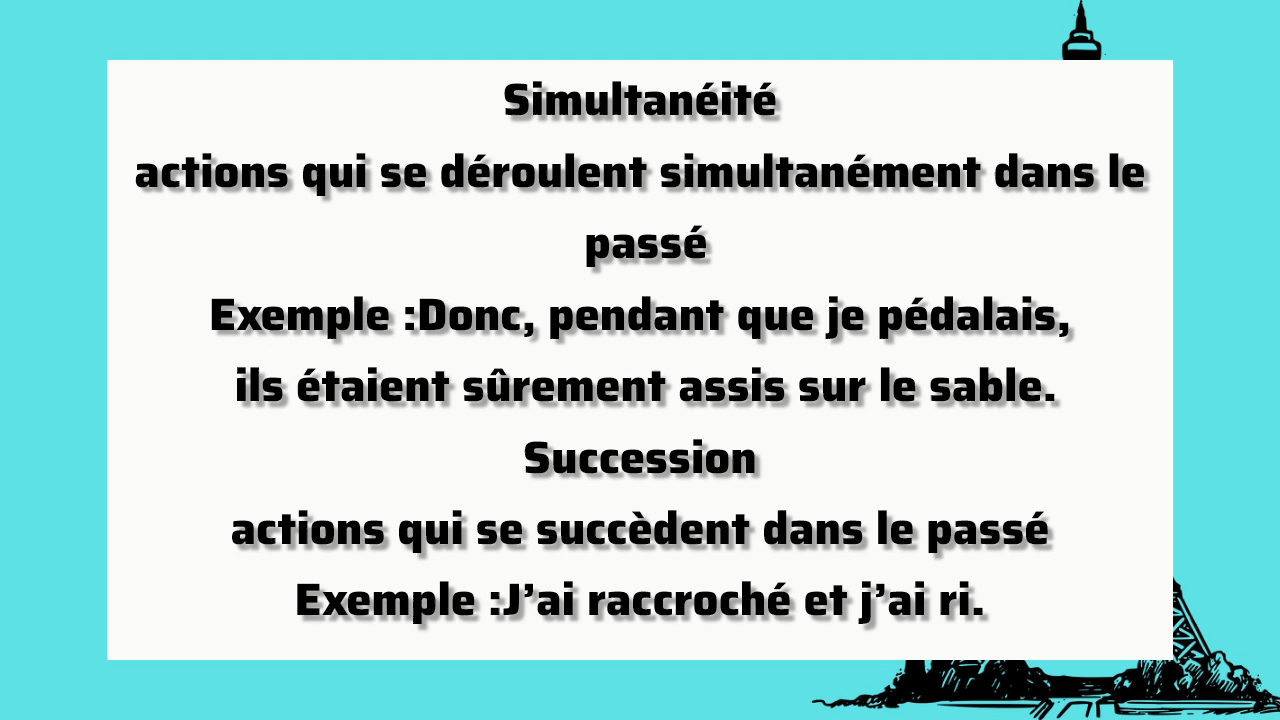 Simultanéité
actions qui se déroulent simultanément dans le
passé
Exemple :Donc, pendant que je pédalais,
ils étaient sûrement assis sur le sable.
Succession
actions qui se succèdent dans le passé
Exemple :J’ai raccroché et j’ai ri.